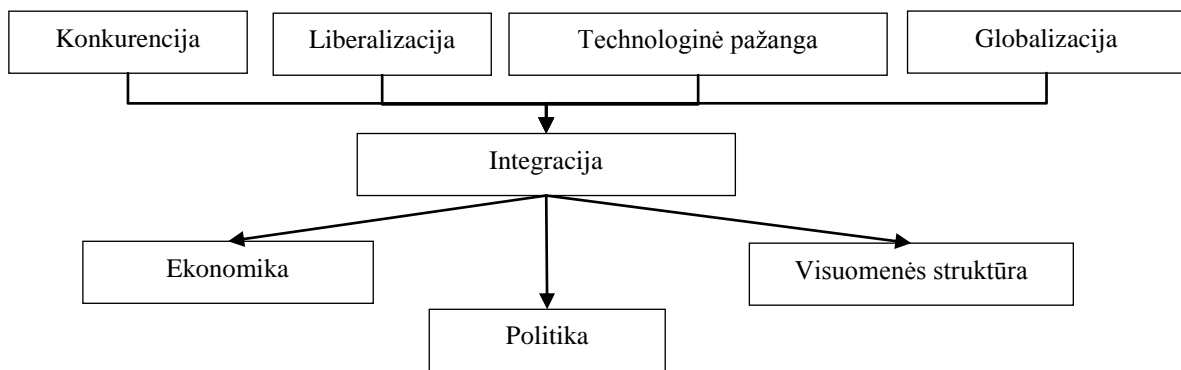 Konkurencija
Liberalizacija
Technologinė pažanga
Globalizacija
Integracija
Ekonomika
Visuomenės struktūra
Politika